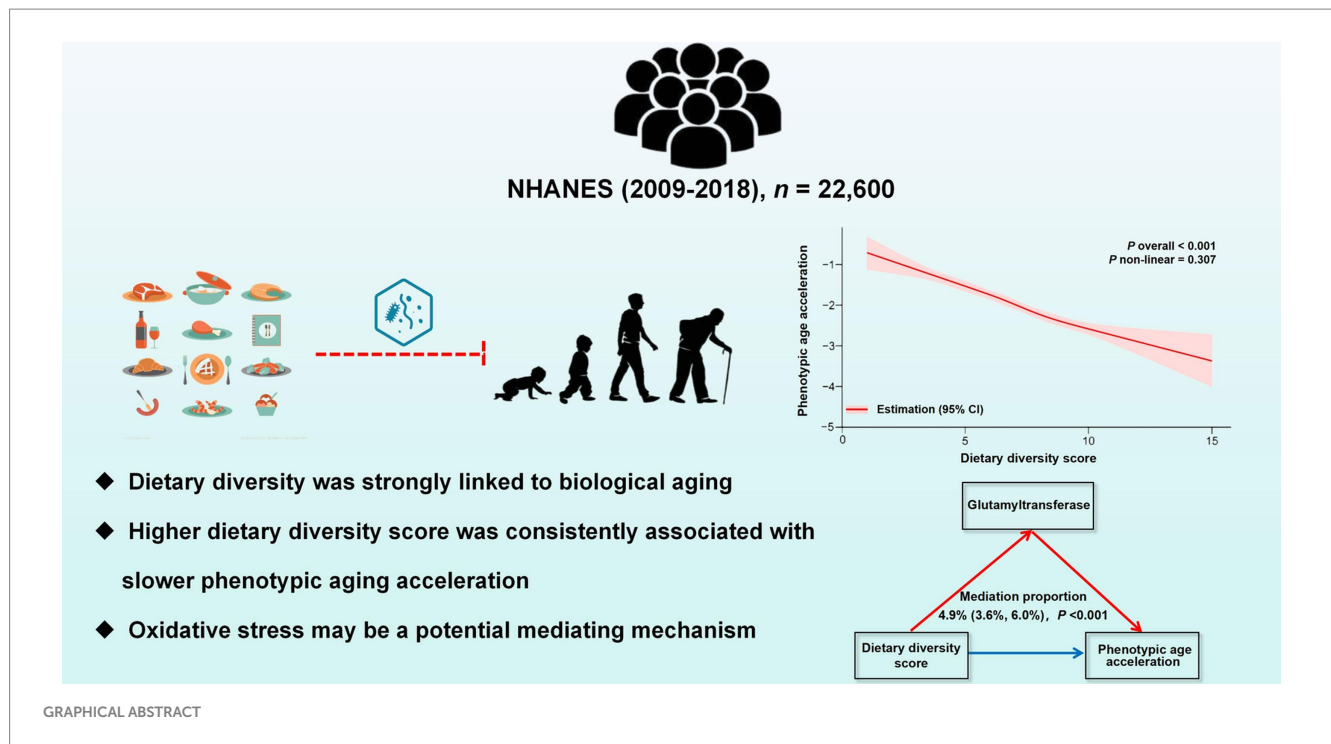 NHANES (2009-2018), n = 22,600
Phenotypic age acceleration
P overall < 0.001
P non-linear = 0.307
−1
−2
−3
−4
−5
Estimation (95% CI)
0
5
10
15
Dietary diversity score
◆ Dietary diversity was strongly linked to biological aging
◆ Higher dietary diversity score was consistently associated with
slower phenotypic aging acceleration
◆ Oxidative stress may be a potential mediating mechanism
Glutamyltransferase
Mediation proportion
4.9% (3.6%, 6.0%), P <0.001
Dietary diversity
score
Phenotypic age
acceleration
GRAPHICAL ABSTRACT